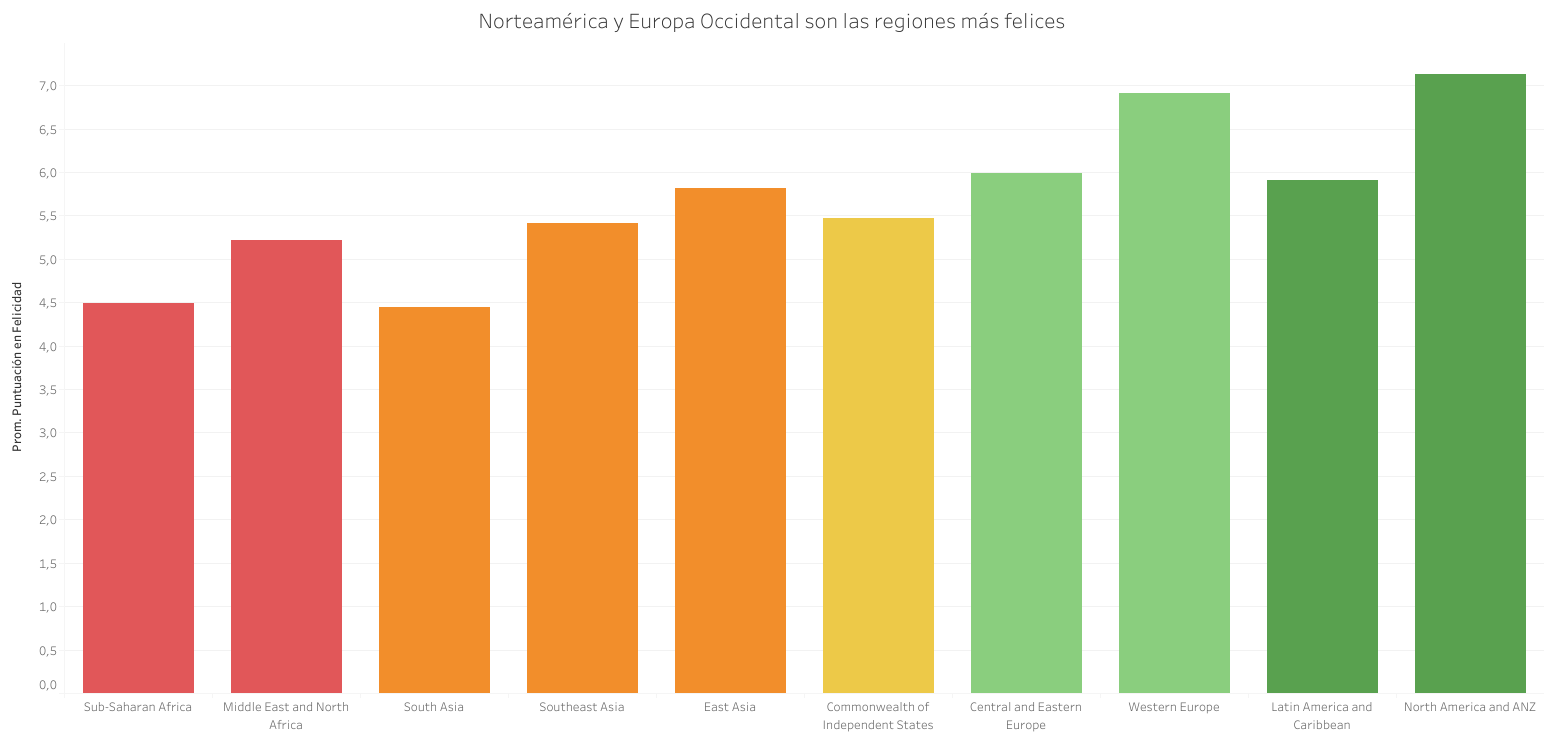 Norteamérica y Europa Occidental son las regiones más felices
Prom. Puntuación en Felicidad
7,0
6,5
6,0
5,5
5,0
4,5
4,0
3,5
3,0
2,5
2,0
1,5
1,0
0,5
0,0
Sub-Saharan Africa
Middle East and North
Africa
South Asia
Southeast Asia
East Asia
Commonwealth of
Independent States
Central and Eastern
Europe
Western Europe
Latin America and
Caribbean
North America and ANZ